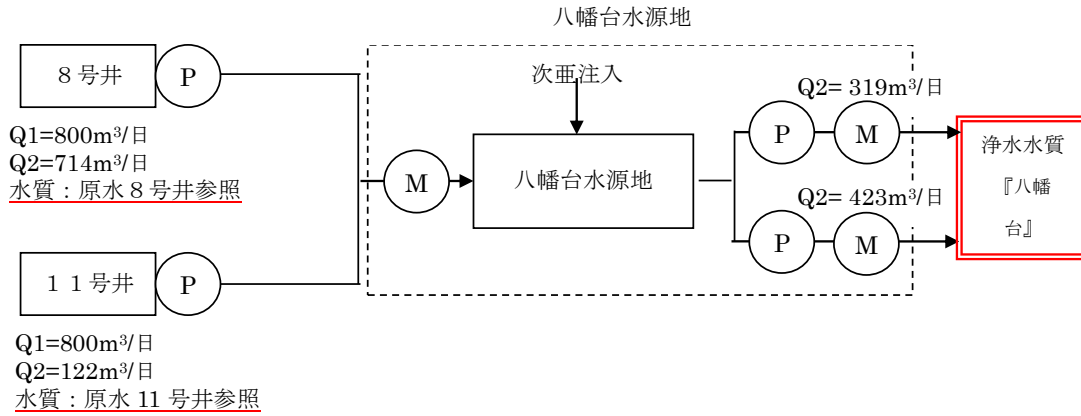 八幡台水源地
８号井
P
Q1=800m³/日
Q2=714m³/日
水質：原水８号井参照
１１号井
P
Q1=800m³/日
Q2=122m³/日
水質：原水 11 号井参照
次亜注入
M
八幡台水源地
Q2= 319m³/日
P
M
Q2= 423m³/日
P
M
浄水水質
『八幡
台』